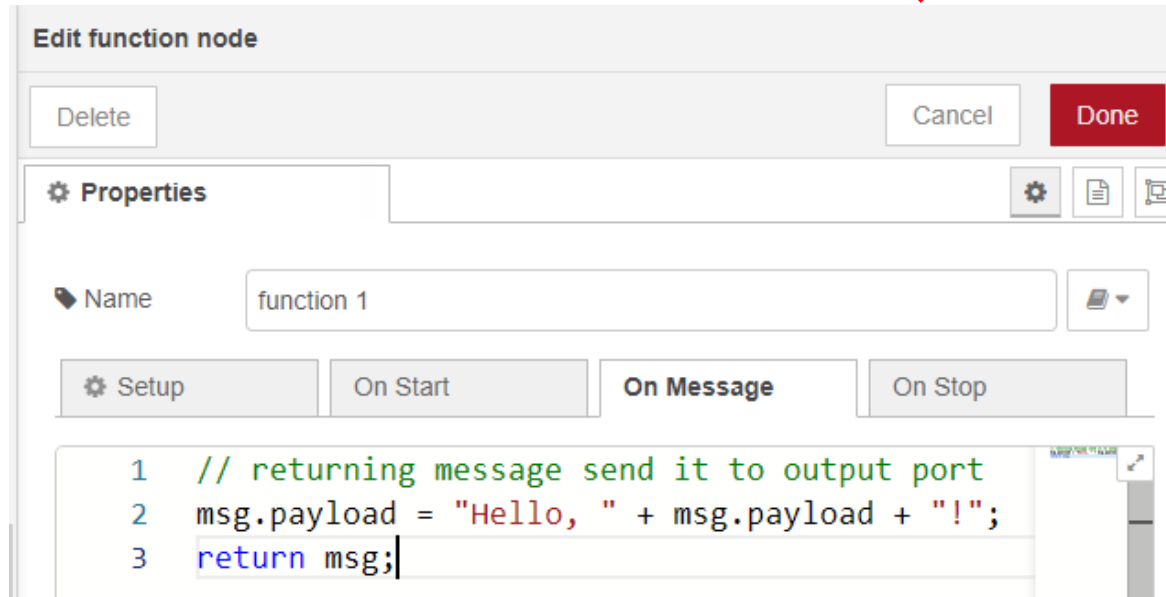 Edit function node
Delete Cancel Done
Properties
Name function 1
Setup On Start On Message On Stop
1 // returning message send it to output port
2 msg.payload = "Hello, " + msg.payload + "!";
3 return msg;